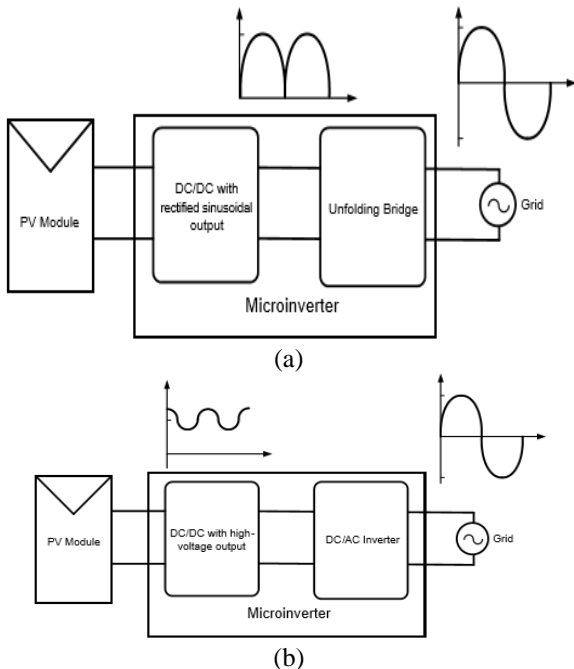 PV Module
DC/DC with
rectified sinusoidal
output
Unfolding Bridge
Grid
Microinverter
(a)
PV Module
DC/DC with high-
voltage output
DC/AC Inverter
Grid
Microinverter
(b)